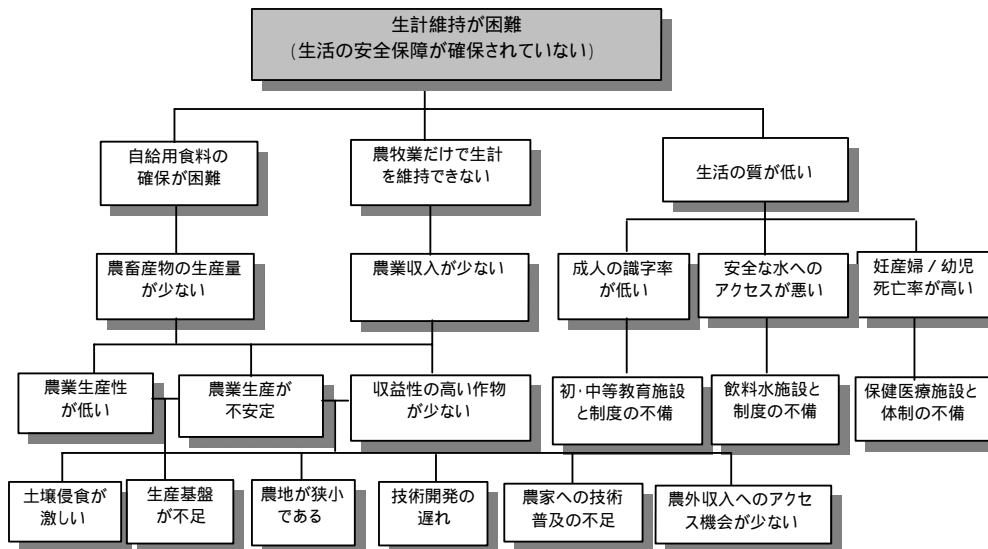 生計維持が困難
(生活の安全保障が確保されていない)
自給用食料の
確保が困難
農牧業だけで生計
を維持できない
生活の質が低い
農畜産物の生産量
が少ない
農業収入が少ない
成人の識字率
が低い
安全な水への
アクセスが悪い
妊産婦/幼児
死亡率が高い
農業生産性
が低い
農業生産が
不安定
収益性の高い作物
が少ない
初・中等教育施設
と制度の不備
飲料水施設と
制度の不備
保健医療施設と
体制の不備
土壌侵食が
激しい
生産基盤
が不足
農地が狭小
である
技術開発の
遅れ
農家への技術
普及の不足
農外収入へのアクセ
ス機会が少ない